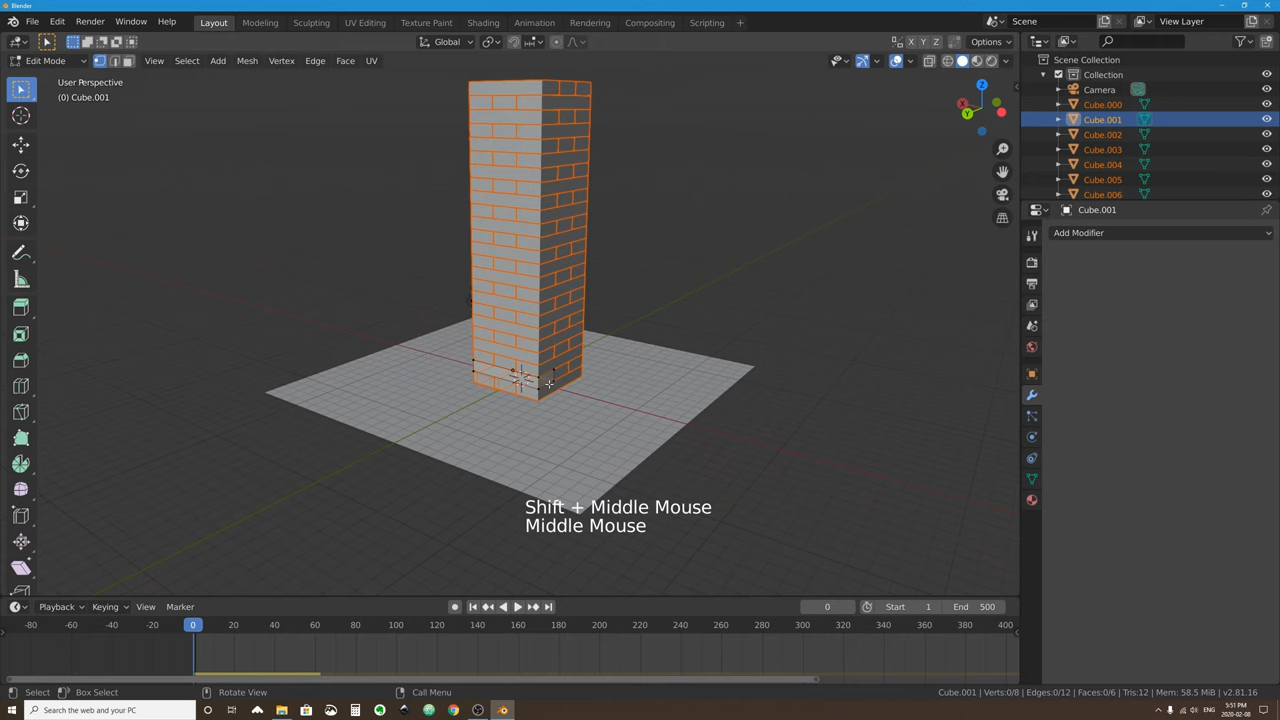 Blender
File Edit Render Window Help
Layout Modeling Sculpting UV Editing Texture Paint Shading Animation Rendering Compositing Scripting +
Scene
View Layer
Global
Options
Edit Mode
View Select Add Mesh Vertex Edge Face UV
User Perspective
(0) Cube.001
X Y Z
Z
X
Y
Scene Collection
Collection
Camera
Cube.000
Cube.001
Cube.002
Cube.003
Cube.004
Cube.005
Cube.006
Cube.001
Add Modifier
Shift + Middle Mouse
Middle Mouse
Playback Keying View Marker
0
Start 1
End 500
-80 -60 -40 -20 0 20 40 60 80 100 120 140 160 180 200 220 240 260 280 300 320 340 360 380 400
Select Box Select Rotate View Call Menu
Cube.001 | Verts:0/8 | Edges:0/12 | Faces:0/6 | Tris:12 | Mem: 58.5 MiB | v2.81.16
Search the web and your PC
5:51 PM
2020-02-08